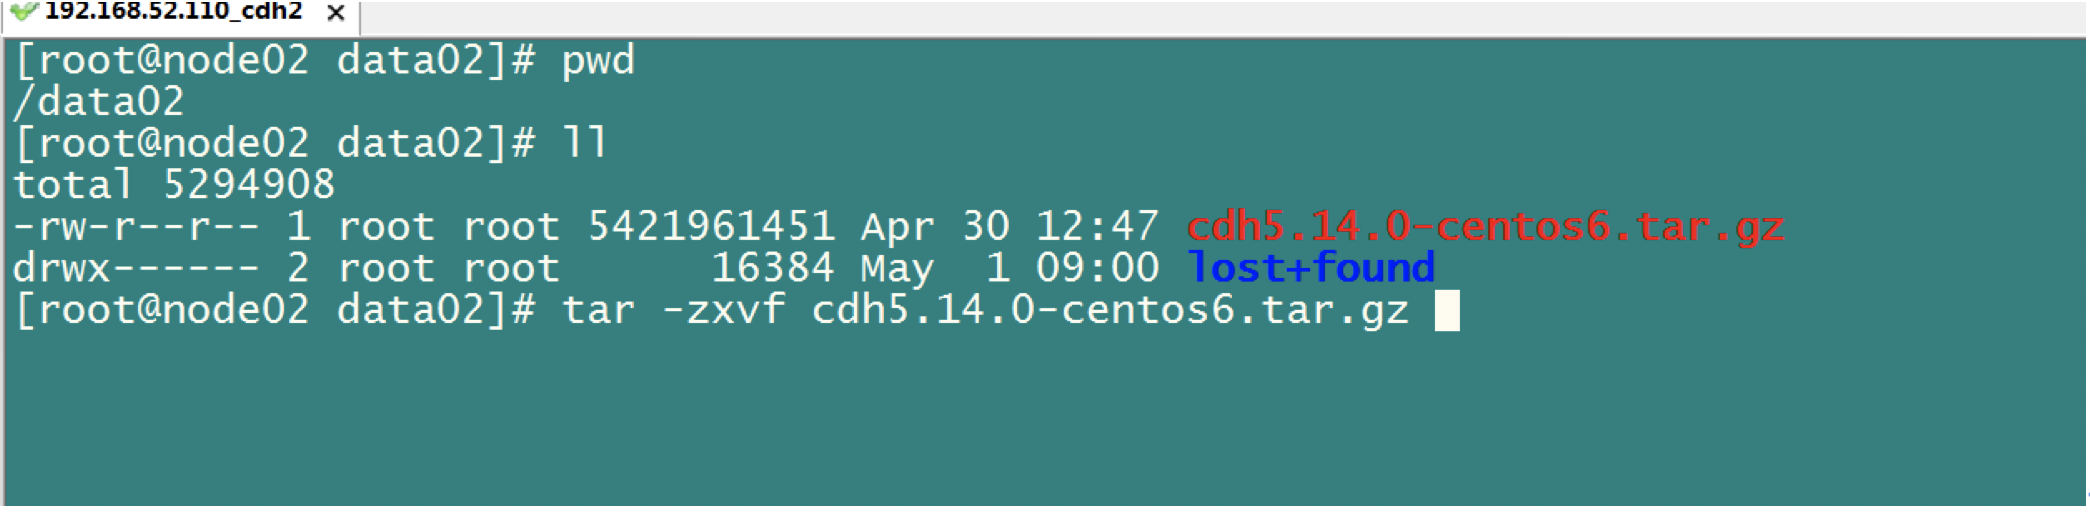 192.168.52.110_cdh2 ×
[root@node02 data02]# pwd
/data02
[root@node02 data02]# ll
total 5294908
-rw-r--r-- 1 root root 5421961451 Apr 30 12:47 cdh5.14.0-centos6.tar.gz
drwx------ 2 root root      16384 May  1 09:00 lost+found
[root@node02 data02]# tar -zxvf cdh5.14.0-centos6.tar.gz